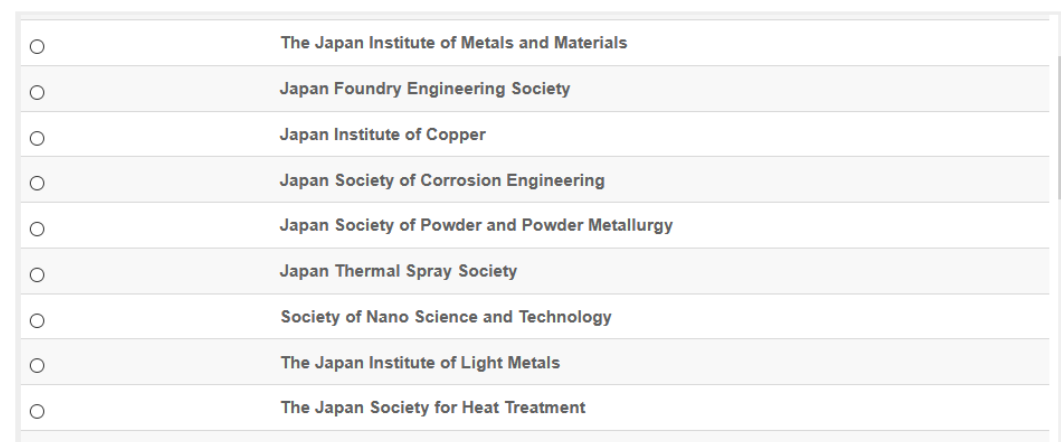 The Japan Institute of Metals and Materials
Japan Foundry Engineering Society
Japan Institute of Copper
Japan Society of Corrosion Engineering
Japan Society of Powder and Powder Metallurgy
Japan Thermal Spray Society
Society of Nano Science and Technology
The Japan Institute of Light Metals
The Japan Society for Heat Treatment